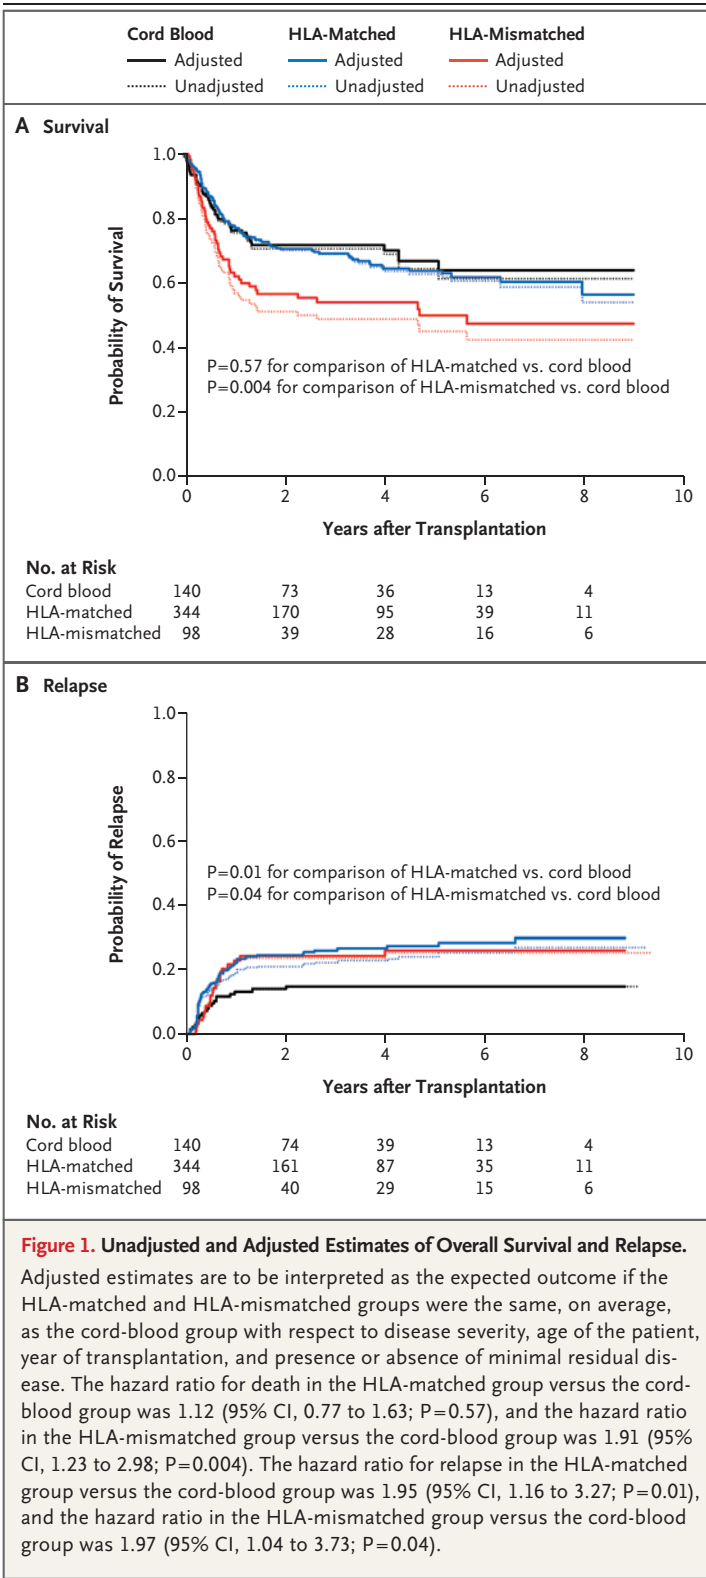 Cord Blood HLA-Matched HLA-Mismatched
Adjusted Adjusted Adjusted
Unadjusted Unadjusted Unadjusted
A Survival
1.0
0.8
0.6
0.4
0.2
0.0
Probability of Survival
P=0.57 for comparison of HLA-matched vs. cord blood
P=0.004 for comparison of HLA-mismatched vs. cord blood
0 2 4 6 8 10
Years after Transplantation
No. at Risk
Cord blood 140 73 36 13 4
HLA-matched 344 170 95 39 11
HLA-mismatched 98 39 28 16 6
B Relapse
1.0
0.8
0.6
0.4
0.2
0.0
Probability of Relapse
P=0.01 for comparison of HLA-matched vs. cord blood
P=0.04 for comparison of HLA-mismatched vs. cord blood
0 2 4 6 8 10
Years after Transplantation
No. at Risk
Cord blood 140 74 39 13 4
HLA-matched 344 161 87 35 11
HLA-mismatched 98 40 29 15 6
Figure 1. Unadjusted and Adjusted Estimates of Overall Survival and Relapse.
Adjusted estimates are to be interpreted as the expected outcome if the
HLA-matched and HLA-mismatched groups were the same, on average,
as the cord-blood group with respect to disease severity, age of the patient,
year of transplantation, and presence or absence of minimal residual dis-
ease. The hazard ratio for death in the HLA-matched group versus the cord-
blood group was 1.12 (95% CI, 0.77 to 1.63; P=0.57), and the hazard ratio
in the HLA-mismatched group versus the cord-blood group was 1.91 (95%
CI, 1.23 to 2.98; P=0.004). The hazard ratio for relapse in the HLA-matched
group versus the cord-blood group was 1.95 (95% CI, 1.16 to 3.27; P=0.01),
and the hazard ratio in the HLA-mismatched group versus the cord-blood
group was 1.97 (95% CI, 1.04 to 3.73; P=0.04).